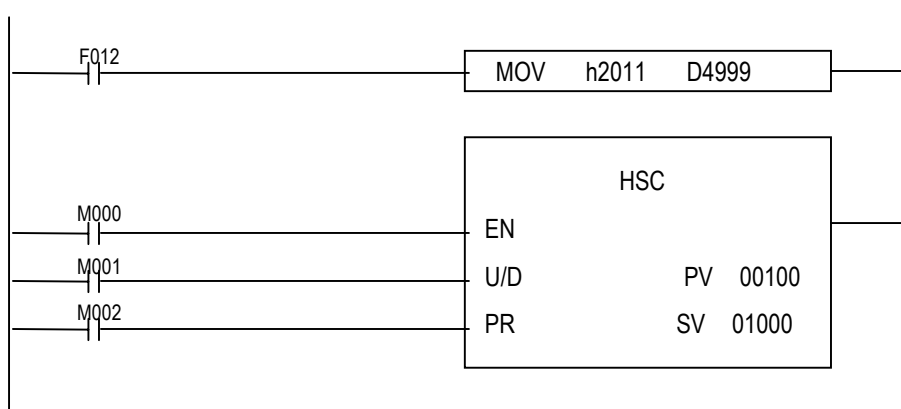 F012
MOV h2011 D4999
HSC
M000
EN
M001
U/D PV 00100
M002
PR SV 01000